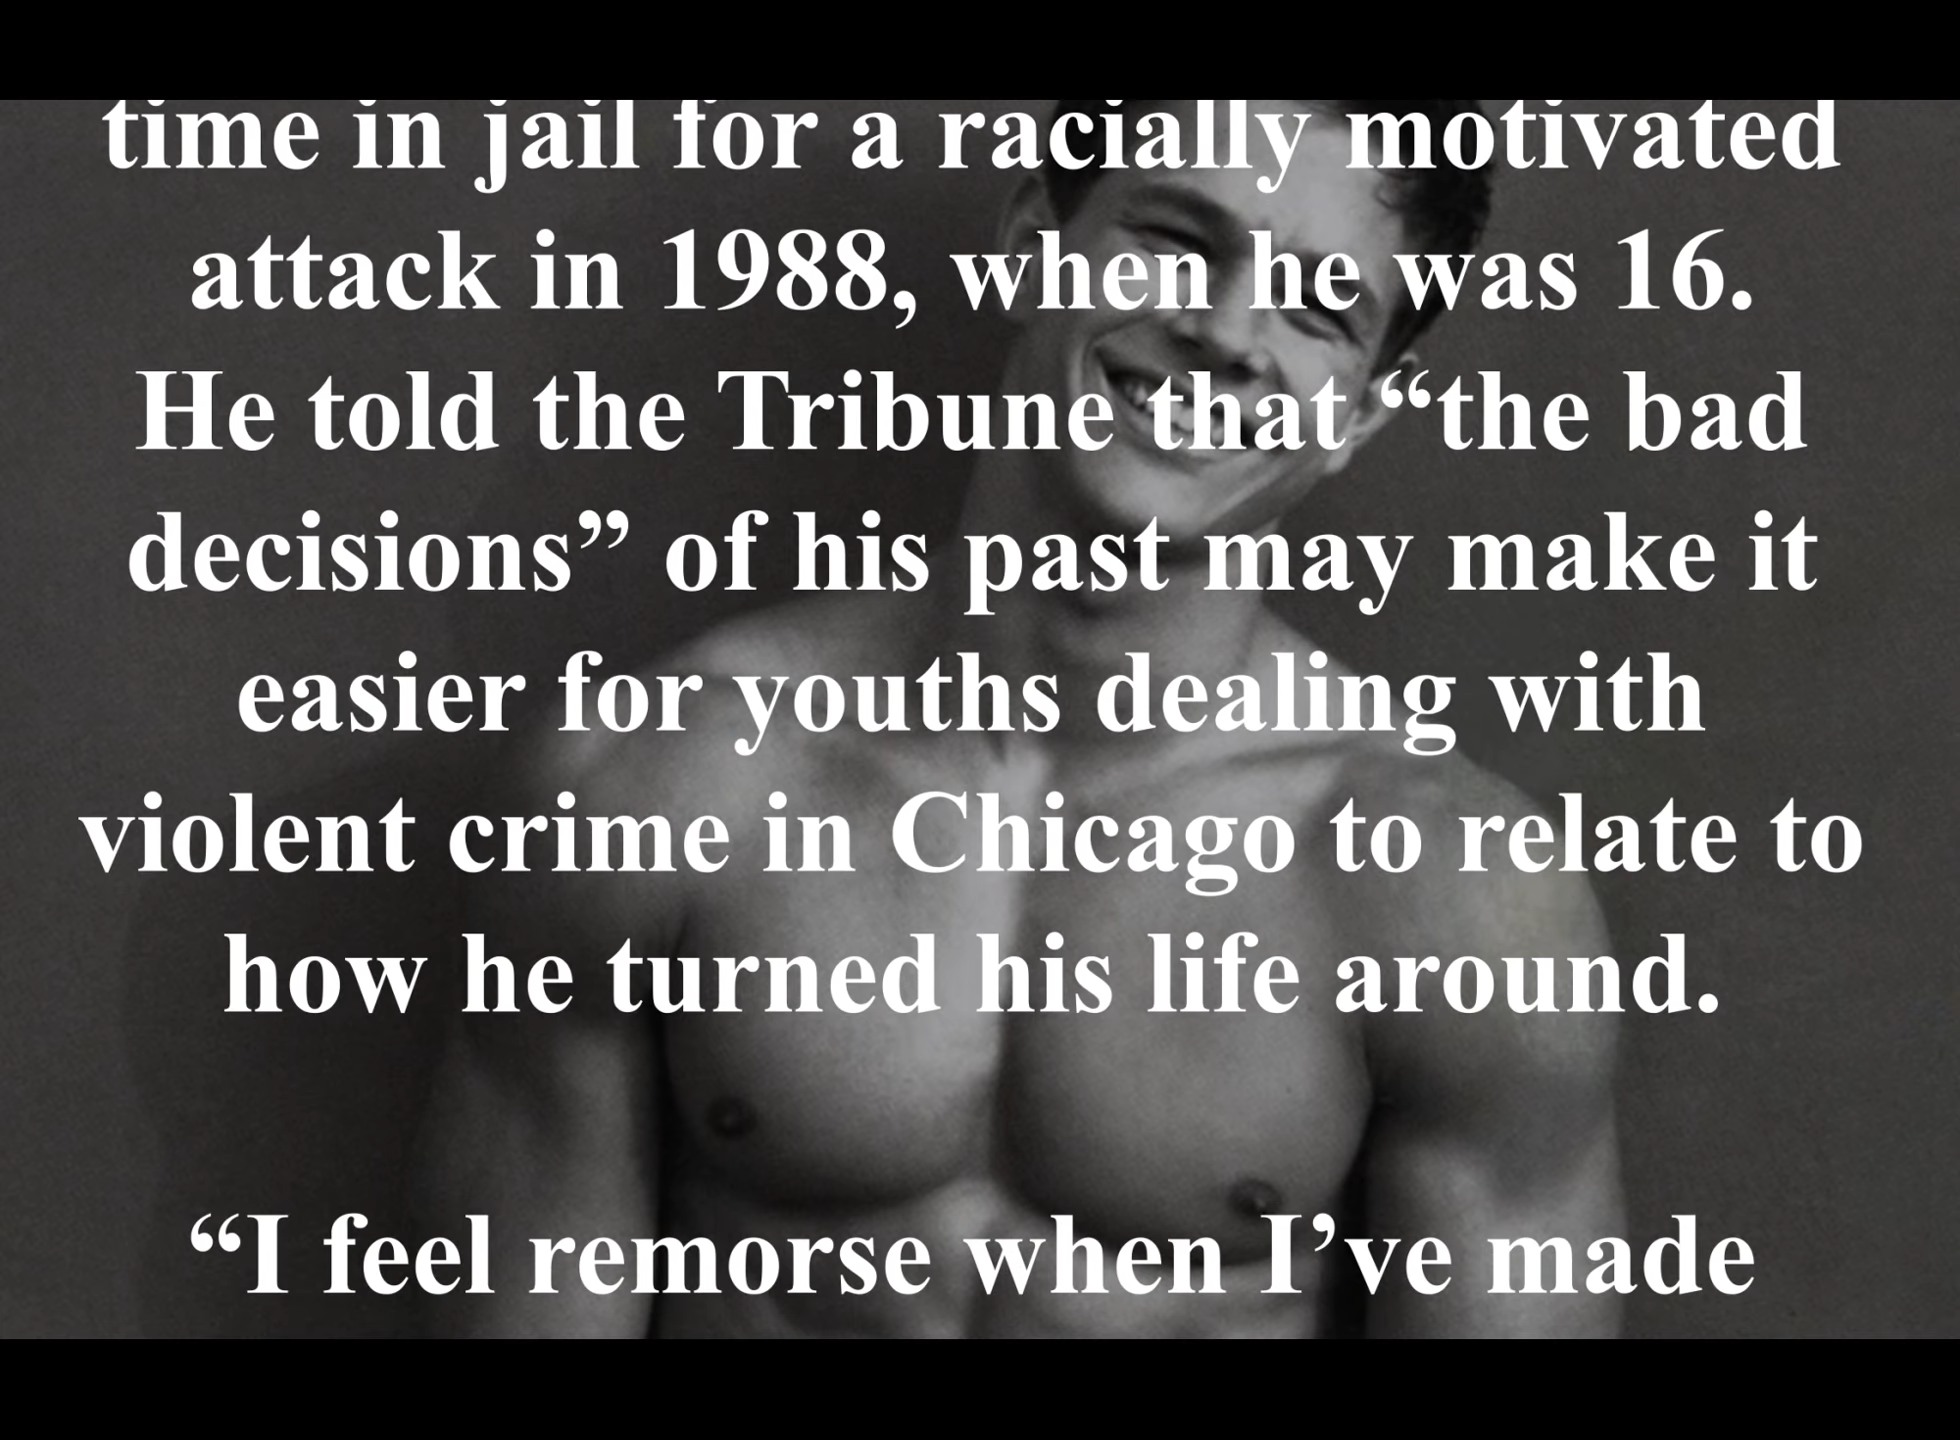 time in jail for a racially motivated
attack in 1988, when he was 16.
He told the Tribune that “the bad
decisions” of his past may make it
easier for youths dealing with
violent crime in Chicago to relate to
how he turned his life around.
“I feel remorse when I’ve made